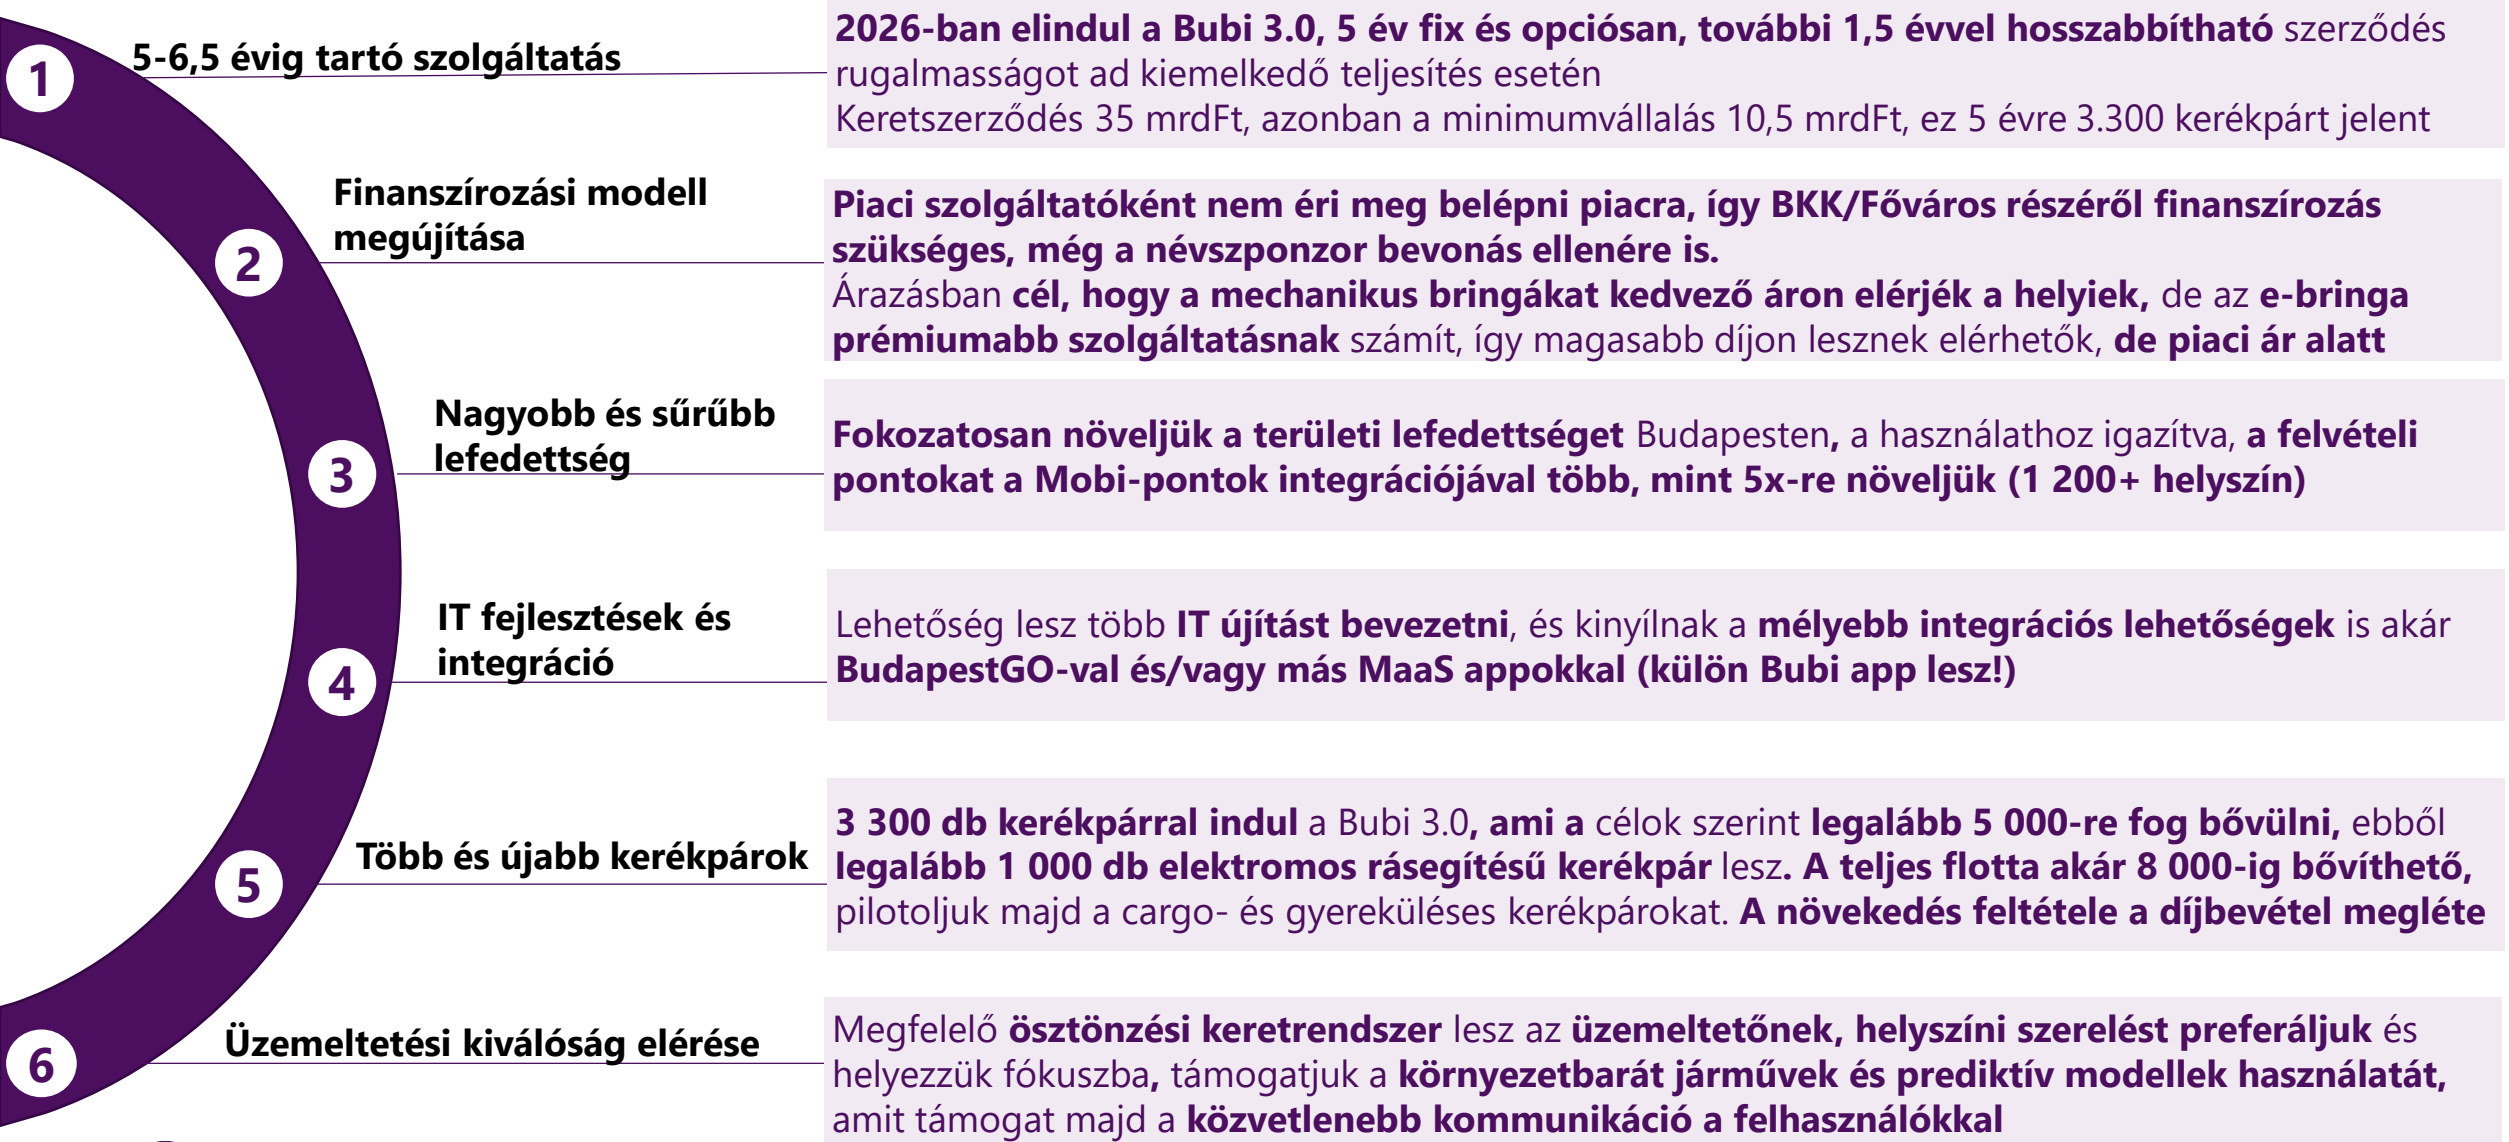 1
5-6,5 évig tartó szolgáltatás
2026-ban elindul a Bubi 3.0, 5 év fix és opciósan, további 1,5 évvel hosszabbítható szerződés
rugalmasságot ad kiemelkedő teljesítés esetén
Keretszerződés 35 mrdFt, azonban a minimumvállalás 10,5 mrdFt, ez 5 évre 3.300 kerékpárt jelent
2
Finanszírozási modell
megújítása
Piaci szolgáltatóként nem éri meg belépni piacra, így BKK/Főváros részéről finanszírozás
szükséges, még a névszponzor bevonás ellenére is.
Árazásban cél, hogy a mechanikus bringákat kedvező áron elérjék a helyiek, de az e-bringa
prémiumabb szolgáltatásnak számít, így magasabb díjon lesznek elérhetők, de piaci ár alatt
3
Nagyobb és sűrűbb
lefedettség
Fokozatosan növeljük a területi lefedettséget Budapesten, a használathoz igazítva, a felvételi
pontokat a Mobi-pontok integrációjával több, mint 5x-re növeljük (1 200+ helyszín)
4
IT fejlesztések és
integráció
Lehetőség lesz több IT újítást bevezetni, és kinyílnak a mélyebb integrációs lehetőségek is akár
BudapestGO-val és/vagy más MaaS appokkal (külön Bubi app lesz!)
5
Több és újabb kerékpárok
3 300 db kerékpárral indul a Bubi 3.0, ami a célok szerint legalább 5 000-re fog bővülni, ebből
legalább 1 000 db elektromos rásegítésű kerékpár lesz. A teljes flotta akár 8 000-ig bővíthető,
pilotoljuk majd a cargo- és gyereküléses kerékpárokat. A növekedés feltétele a díjbevétel megléte
6
Üzemeltetési kiválóság elérése
Megfelelő ösztönzési keretrendszer lesz az üzemeltetőnek, helyszíni szerelést preferáljuk és
helyezzük fókuszba, támogatjuk a környezetbarát járművek és prediktív modellek használatát,
amit támogat majd a közvetlenebb kommunikáció a felhasználókkal